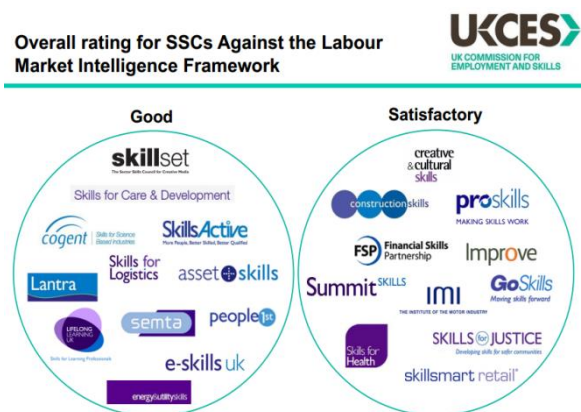 Overall rating for SSCs Against the Labour
Market Intelligence Framework
UKCES
UK COMMISSION FOR
EMPLOYMENT AND SKILLS
Good
skillset
The Sector Skills Council for Creative Media
Skills for Care & Development
cogent
Skills for Science
Based Industries
SkillsActive
More People, Better Skilled, Better Qualified
Skills for
Logistics
asset skills
Lantra
LIFELONG
LEARNING
UK
Skills for Learning Professionals
semta
people1st
e-skills uk
energy&utilityskills
Satisfactory
creative
&cultural
skills
constructionskills
proskills
MAKING SKILLS WORK
FSP
Financial Skills
Partnership
Improve
SummitSKILLS
IMI
THE INSTITUTE OF THE MOTOR INDUSTRY
GoSkills
Moving skills forward
Skills for
Health
SKILLS for JUSTICE
Developing skills for safer communities
skillsmart retail